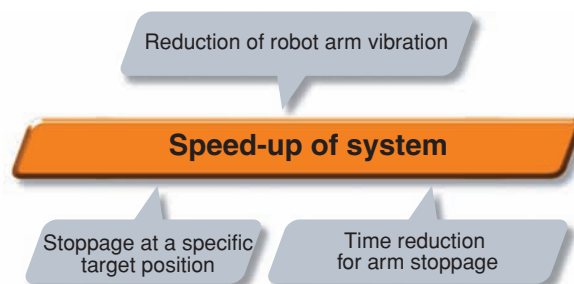 Reduction of robot arm vibration
Speed-up of system
Stoppage at a specific
target position
Time reduction
for arm stoppage